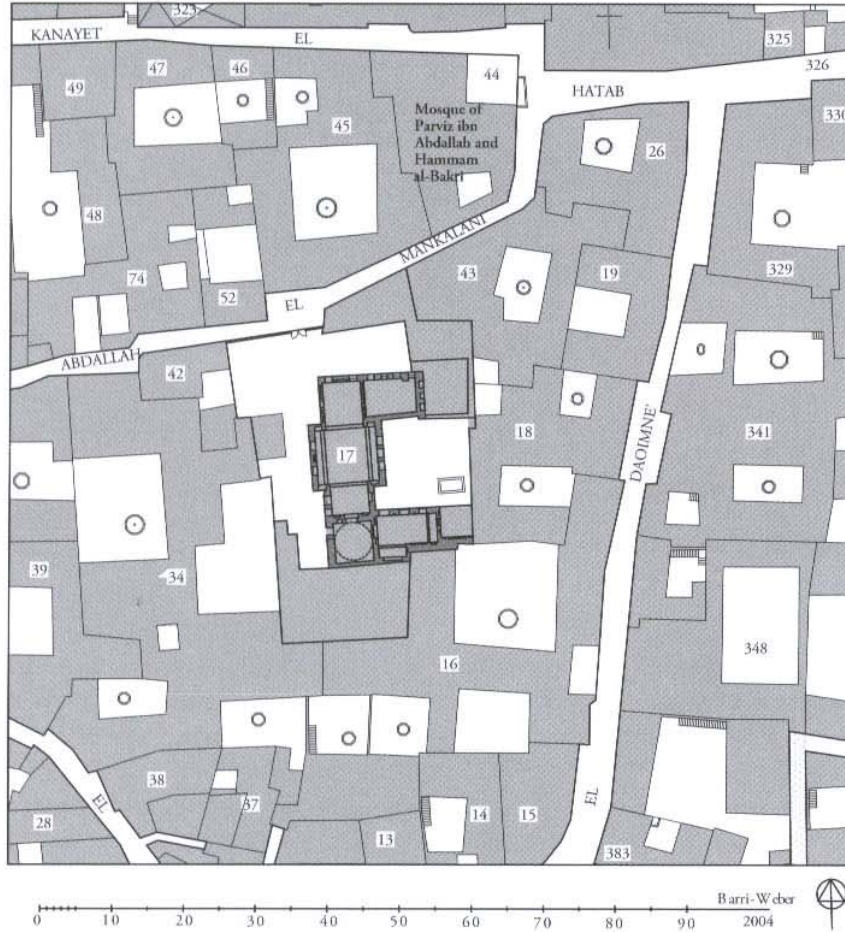 323
KANAYET EL HATAB
325
326
49
47
46
44
45
Mosque of
Parviz ibn
Abdallah and
Hammam
al-Bakri
26
330
48
52
74
ABDALLAH EL MANKALANI
43
19
329
42
17
18
341
DAOIMNE'
EL
39
34
16
348
38
37
EL
28
13
14
15
383
0 10 20 30 40 50 60 70 80 90
Barri-Weber
2004